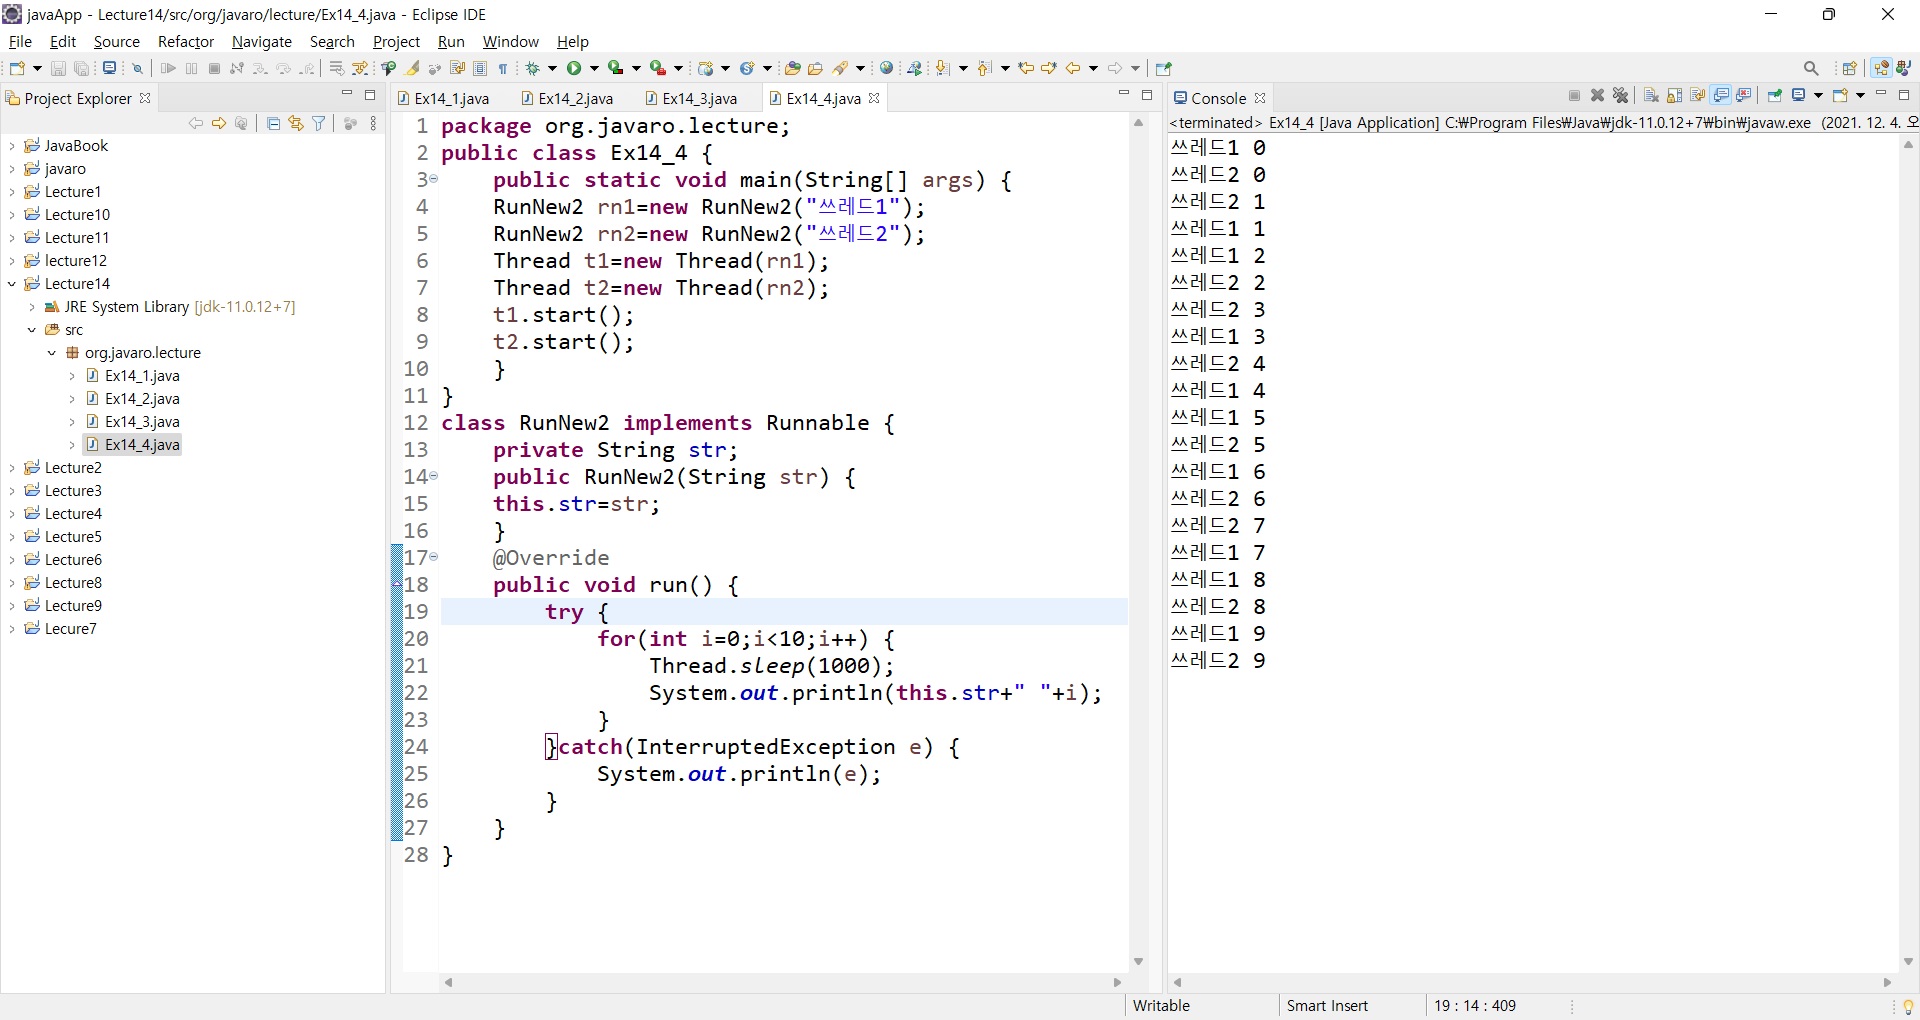 javaApp - Lecture14/src/org/javaro/lecture/Ex14_4.java - Eclipse IDE
File Edit Source Refactor Navigate Search Project Run Window Help
Project Explorer
JavaBook
javaro
Lecture1
Lecture10
Lecture11
lecture12
Lecture14
JRE System Library [jdk-11.0.12+7]
src
org.javaro.lecture
Ex14_1.java
Ex14_2.java
Ex14_3.java
Ex14_4.java
Lecture2
Lecture3
Lecture4
Lecture5
Lecture6
Lecture8
Lecture9
Lecure7
Ex14_1.java Ex14_2.java Ex14_3.java Ex14_4.java
1 package org.javaro.lecture;
2 public class Ex14_4 {
3 public static void main(String[] args) {
4 RunNew2 rn1=new RunNew2("쓰레드1");
5 RunNew2 rn2=new RunNew2("쓰레드2");
6 Thread t1=new Thread(rn1);
7 Thread t2=new Thread(rn2);
8 t1.start();
9 t2.start();
10 }
11 }
12 class RunNew2 implements Runnable {
13 private String str;
14 public RunNew2(String str) {
15 this.str=str;
16 }
17 @Override
18 public void run() {
19 try {
20 for(int i=0;i<10;i++) {
21 Thread.sleep(1000);
22 System.out.println(this.str+" "+i);
23 }
24 }catch(InterruptedException e) {
25 System.out.println(e);
26 }
27 }
28 }
Console
<terminated> Ex14_4 [Java Application] C:₩Program Files₩Java₩jdk-11.0.12+7₩bin₩javaw.exe (2021. 12. 4. 오
쓰레드1 0
쓰레드2 0
쓰레드2 1
쓰레드1 1
쓰레드1 2
쓰레드2 2
쓰레드2 3
쓰레드1 3
쓰레드2 4
쓰레드1 4
쓰레드1 5
쓰레드2 5
쓰레드1 6
쓰레드2 6
쓰레드2 7
쓰레드1 7
쓰레드1 8
쓰레드2 8
쓰레드1 9
쓰레드2 9
Writable Smart Insert 19 : 14 : 409